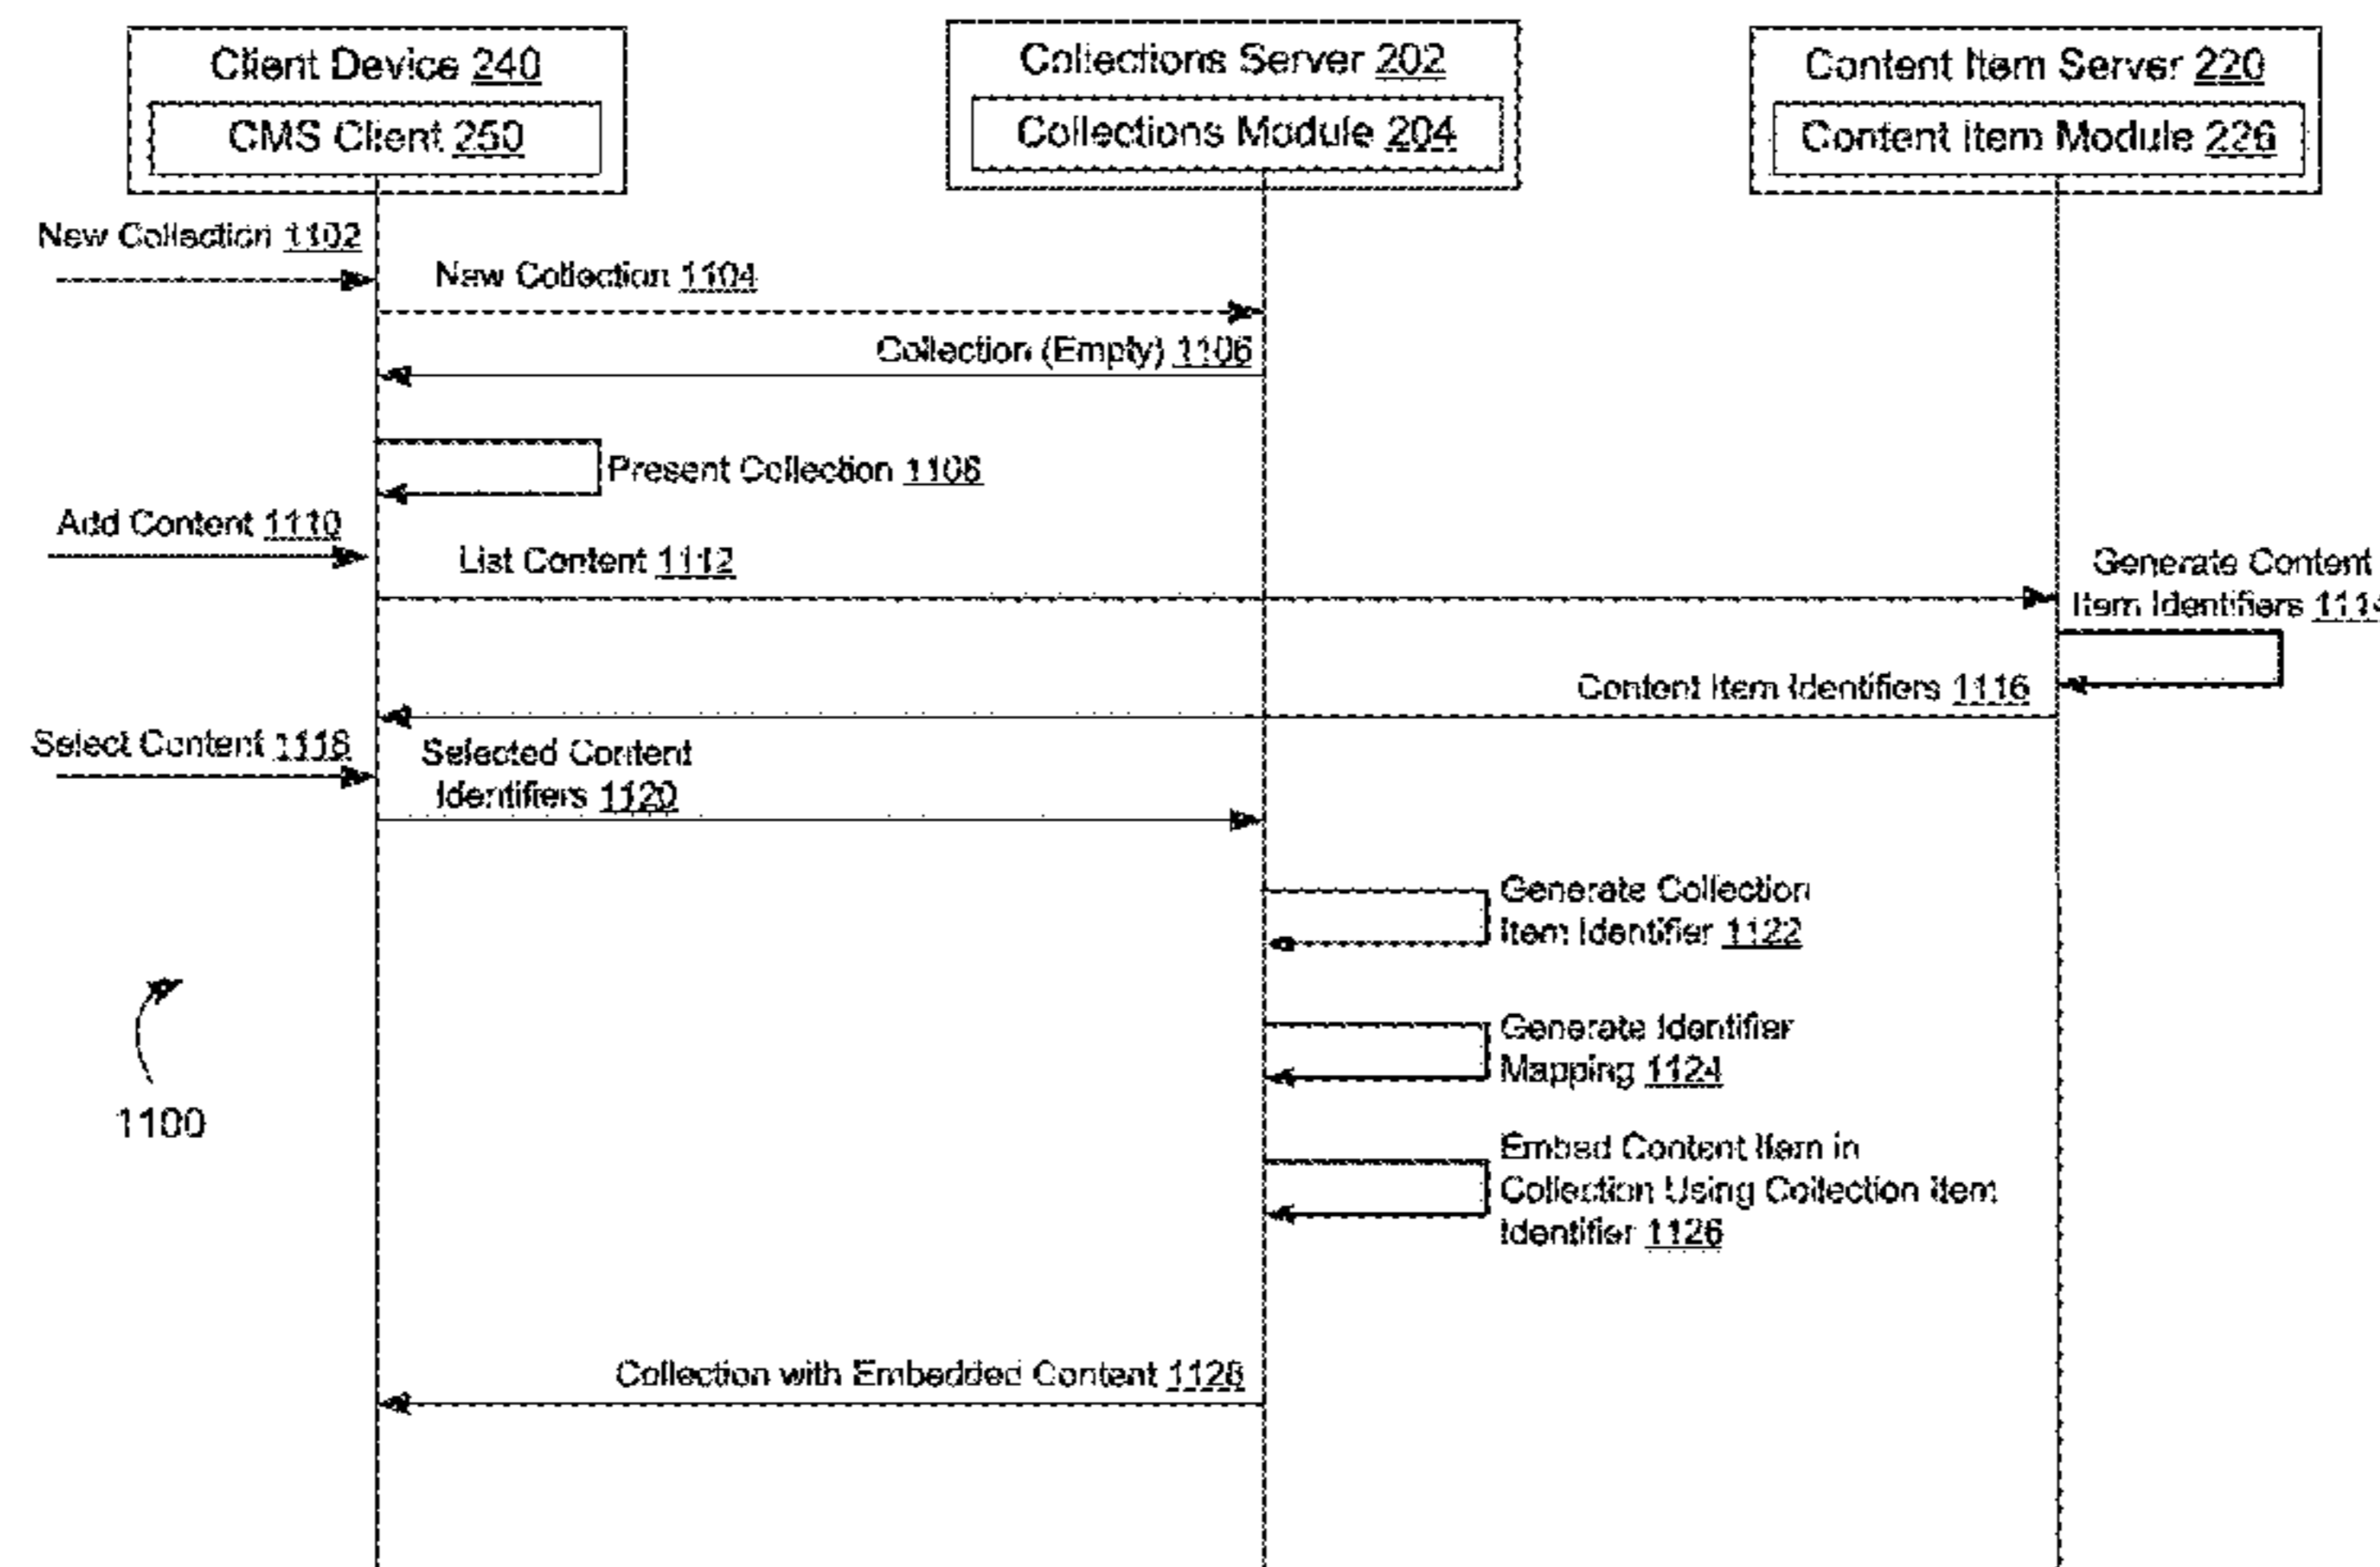 Client Device 240
CMS Client 250
Collections Server 202
Collections Module 204
Content Item Server 220
Content Item Module 226
New Collection 1102
New Collection 1104
Collection (Empty) 1106
Present Collection 1108
Add Content 1110
List Content 1112
Generate Content
Item Identifiers 1114
Content Item Identifiers 1116
Select Content 1118
Selected Content
Identifiers 1120
Generate Collection
Item Identifier 1122
Generate Identifier
Mapping 1124
Embed Content Item in
Collection Using Collection Item
Identifier 1126
1100
Collection with Embedded Content 1128